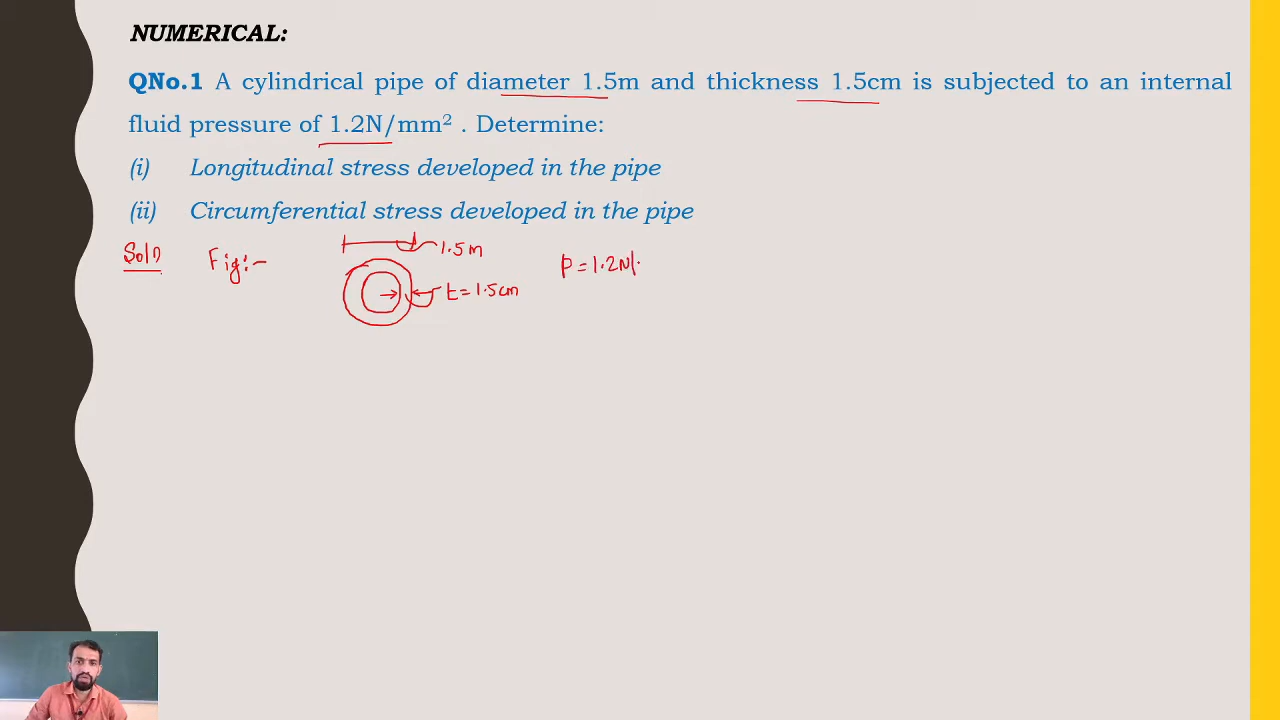 NUMERICAL:
QNo.1 A cylindrical pipe of diameter 1.5m and thickness 1.5cm is subjected to an internal
fluid pressure of 1.2N/mm² . Determine:
(i) Longitudinal stress developed in the pipe
(ii) Circumferential stress developed in the pipe
Soln Fig:- 1.5m
P = 1.2N/
t = 1.5cm